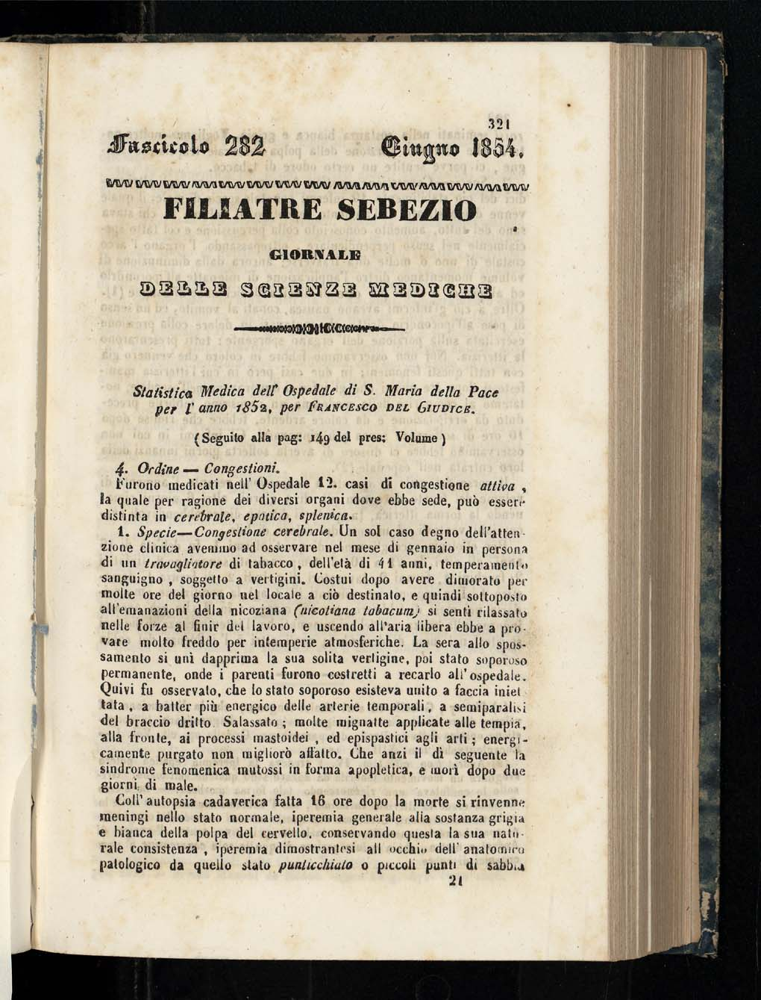 321
Fascicolo 282 Giugno 1854.
FILIATRE SEBEZIO
GIORNALE
DELLE SCIENZE MEDICHE
Statistica Medica dell' Ospedale di S. Maria della Pace
per l' anno 1852, per FRANCESCO DEL GIUDICE.
(Seguito alla pag: 149 del pres: Volume)
4. Ordine — Congestioni.
Furono medicati nell' Ospedale 12. casi di congestione attiva ,
la quale per ragione dei diversi organi dove ebbe sede, può essere
distinta in cerebrale, epatica, splenica.
1. Specie—Congestione cerebrale. Un sol caso degno dell'atten-
zione clinica avemmo ad osservare nel mese di gennaio in persona
di un travagliatore di tabacco , dell'età di 41 anni, temperamento
sanguigno , soggetto a vertigini. Costui dopo avere dimorato per
molte ore del giorno nel locale a ciò destinato, e quindi sottoposto
all'emanazioni della nicoziana (nicotiana tabacum) si sentì rilassato
nelle forze al finir del lavoro, e uscendo all'aria libera ebbe a pro-
vare molto freddo per intemperie atmosferiche. La sera allo spos-
samento si unì dapprima la sua solita vertigine, poi stato soporoso
permanente, onde i parenti furono costretti a recarlo all' ospedale.
Quivi fu osservato, che lo stato soporoso esisteva unito a faccia iniet-
tata , a batter più energico delle arterie temporali , a semiparalisi
del braccio dritto. Salassato ; molte mignatte applicate alle tempia,
alla fronte, ai processi mastoidei , ed epispastici agli arti ; energi-
camente purgato non migliorò affatto. Che anzi il dì seguente la
sindrome fenomenica mutossi in forma apopletica, e morì dopo due
giorni di male.
Coll' autopsia cadaverica fatta 16 ore dopo la morte si rinvenne
meningi nello stato normale, iperemia generale alla sostanza grigia
e bianca della polpa del cervello, conservando questa la sua natu-
rale consistenza , iperemia dimostrantesi all' occhio dell' anatomico
patologico da quello stato punticchiato o piccoli punti di sabbia
21